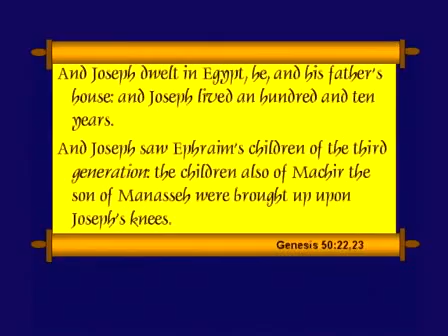 And Joseph dwelt in Egypt, he, and his father's
house: and Joseph lived an hundred and ten
years.
And Joseph saw Ephraim's children of the third
generation: the children also of Machir the
son of Manasseh were brought up upon
Joseph's knees.
Genesis 50:22,23